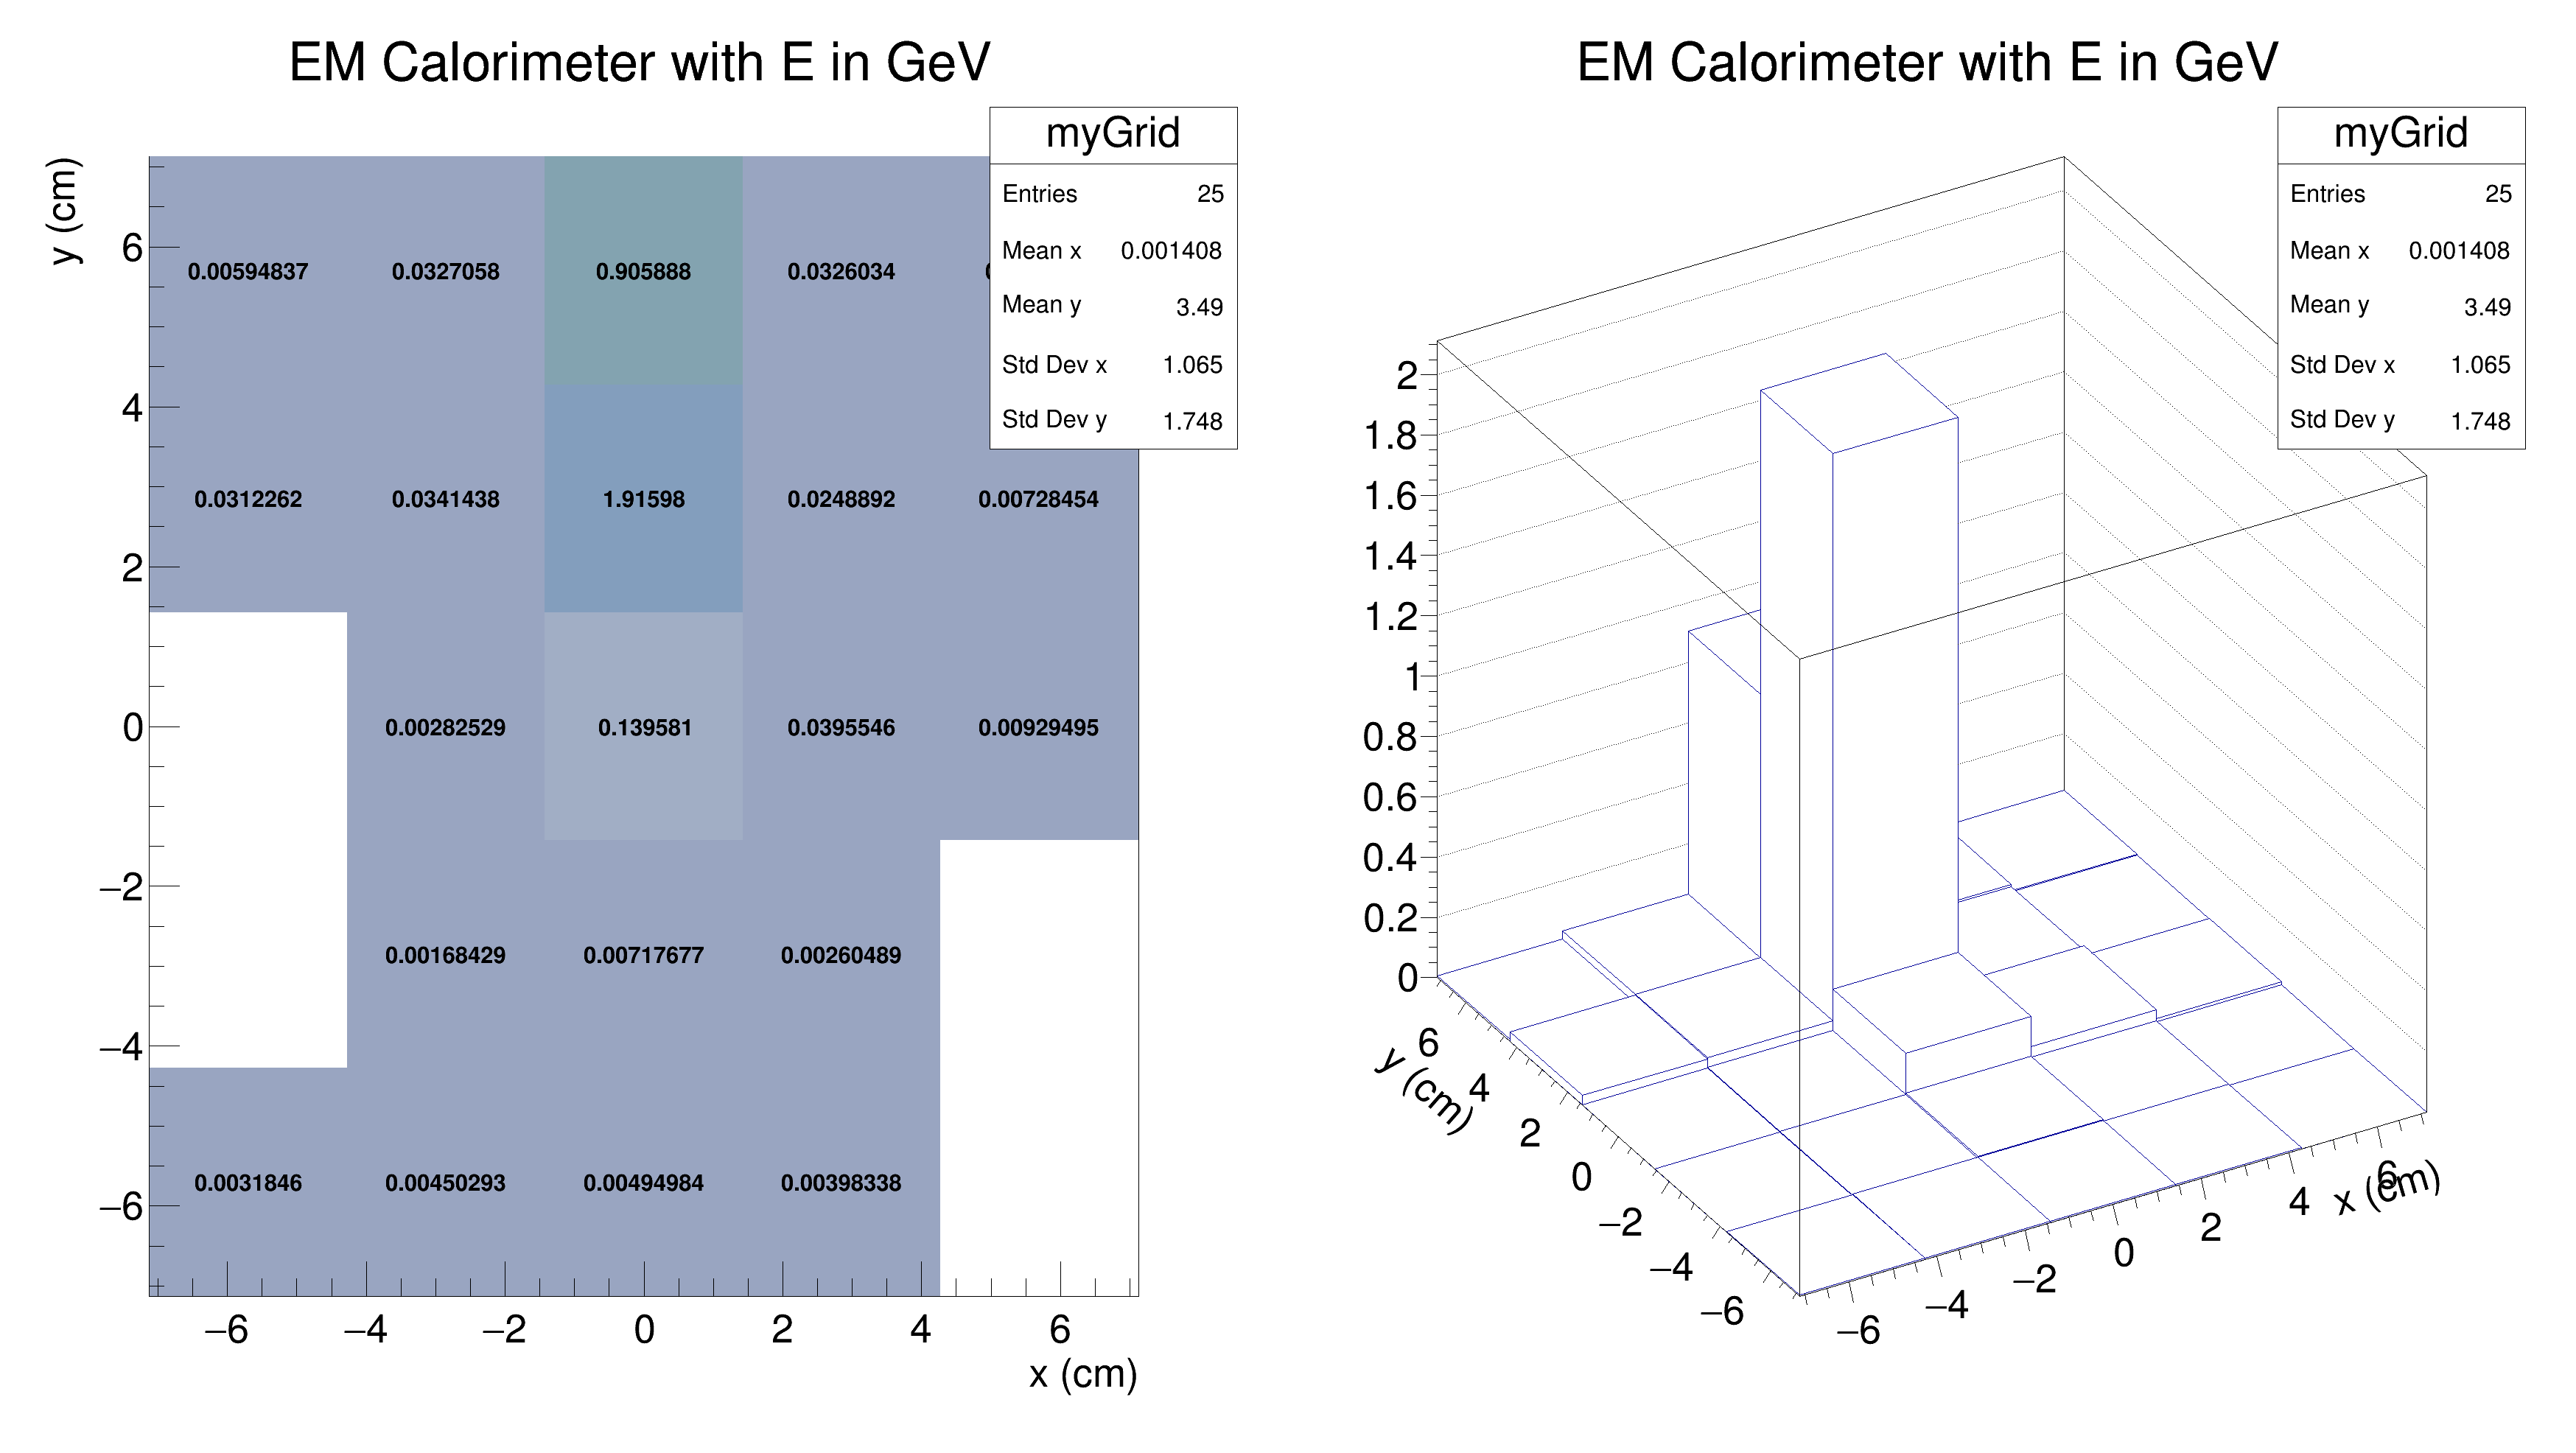 EM Calorimeter with E in GeV
myGrid
Entries 25
Mean x 0.001408
Mean y 3.49
Std Dev x 1.065
Std Dev y 1.748
y (cm)
6
4
2
0
−2
−4
−6
0.00594837 0.0327058 0.905888 0.0326034
0.0312262 0.0341438 1.91598 0.0248892 0.00728454
0.00282529 0.139581 0.0395546 0.00929495
0.00168429 0.00717677 0.00260489
0.0031846 0.00450293 0.00494984 0.00398338
−6 −4 −2 0 2 4 6
x (cm)
EM Calorimeter with E in GeV
myGrid
Entries 25
Mean x 0.001408
Mean y 3.49
Std Dev x 1.065
Std Dev y 1.748
2
1.8
1.6
1.4
1.2
1
0.8
0.6
0.4
0.2
0
6
4
2
0
−2
−4
−6
y (cm)
−6 −4 −2 0 2 4 6
x (cm)